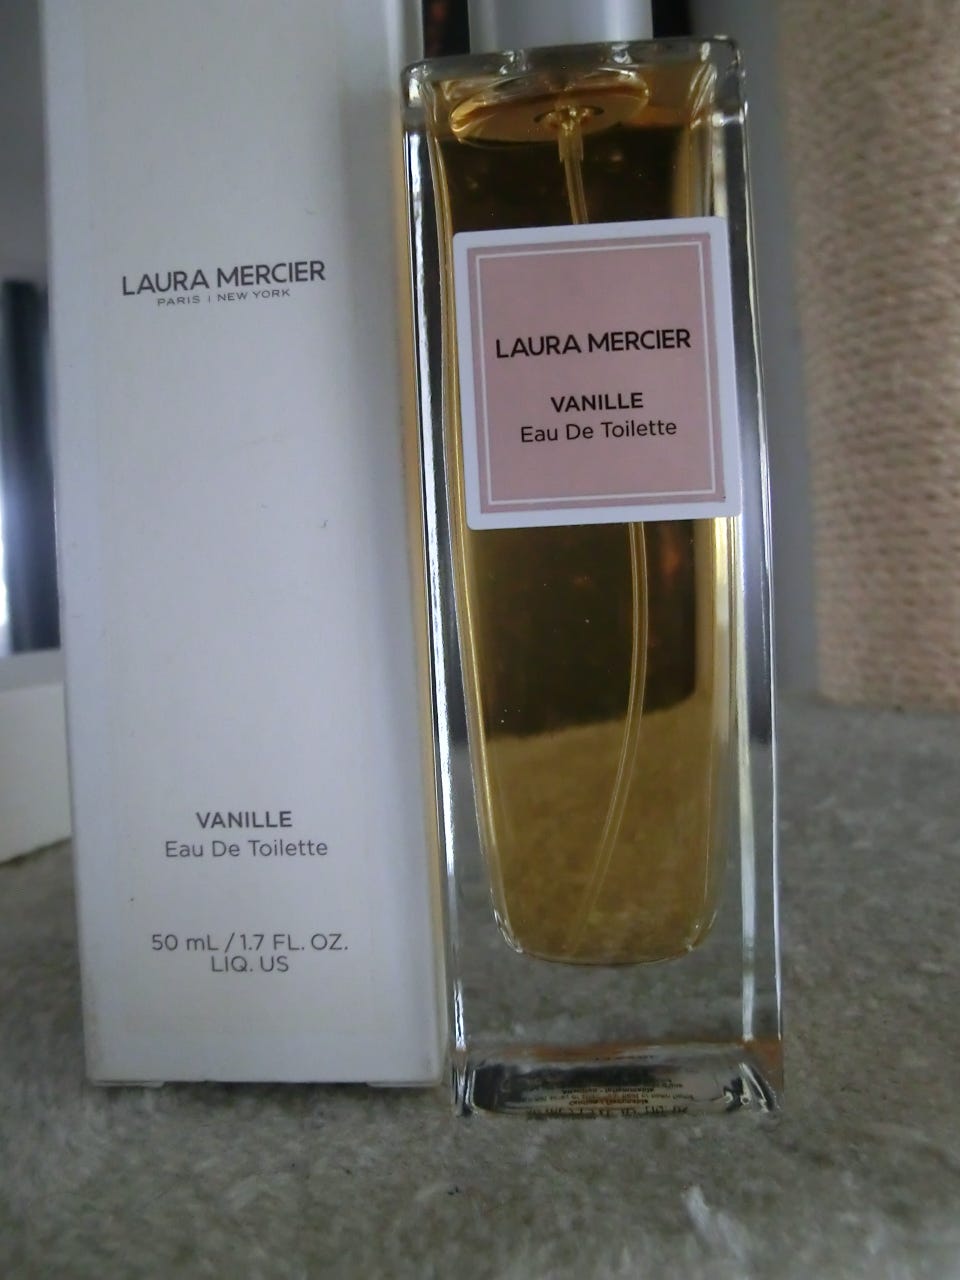 LAURA MERCIER
PARIS | NEW YORK
VANILLE
Eau De Toilette
50 mL / 1.7 FL. OZ.
LIQ. US
LAURA MERCIER
VANILLE
Eau De Toilette